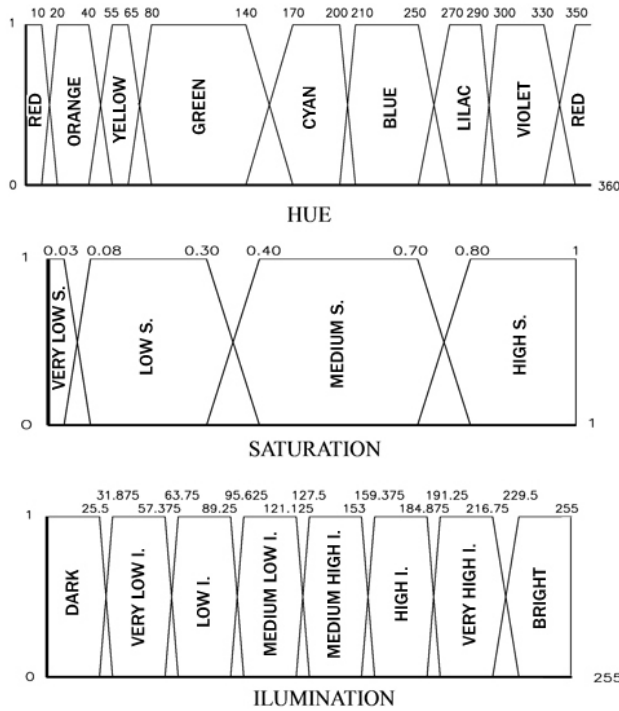 1 10 20 40 55 65 80 140 170 200 210 250 270 290 300 330 350
RED ORANGE YELLOW GREEN CYAN BLUE LILAC VIOLET RED
0 360
HUE
1 0.03 0.08 0.30 0.40 0.70 0.80 1
VERY LOW S. LOW S. MEDIUM S. HIGH S.
0 1
SATURATION
31.875 63.75 95.625 127.5 159.375 191.25 229.5
1 25.5 57.375 89.25 121.125 153 184.875 216.75 255
DARK VERY LOW I. LOW I. MEDIUM LOW I. MEDIUM HIGH I. HIGH I. VERY HIGH I. BRIGHT
0 255
ILUMINATION